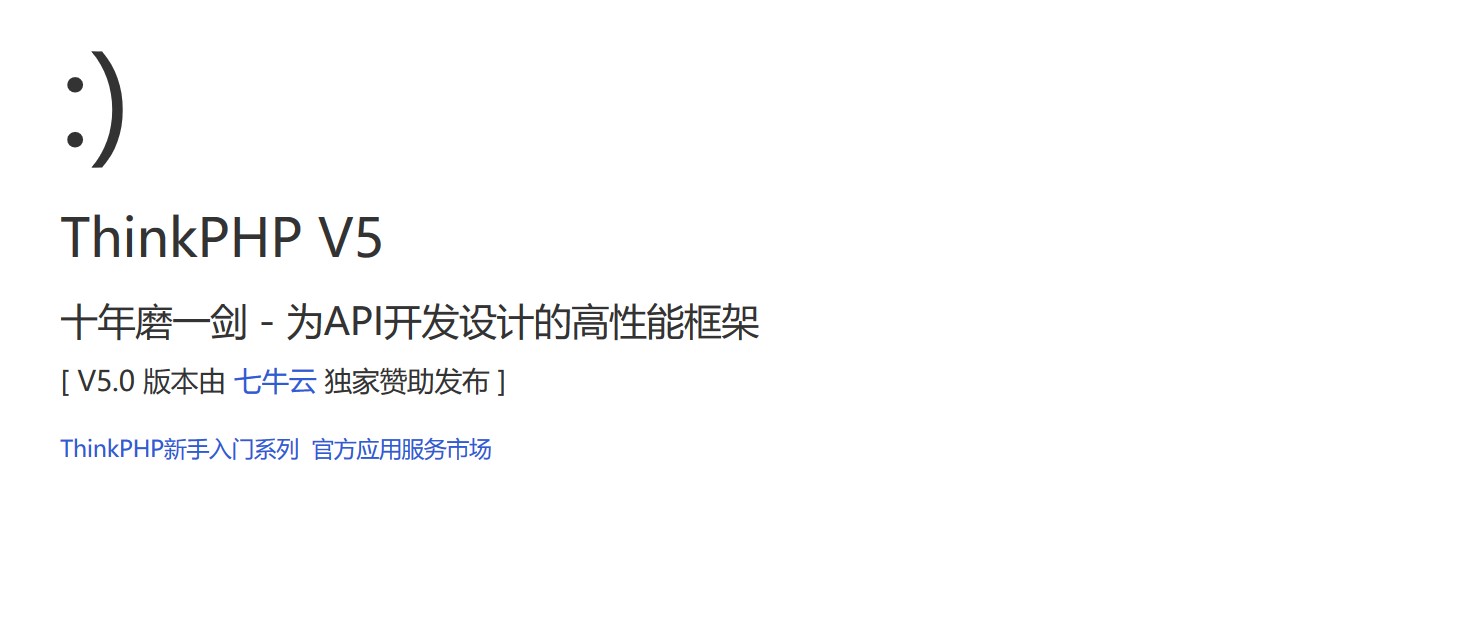 :)
ThinkPHP V5
十年磨一剑 - 为API开发设计的高性能框架
[ V5.0 版本由 七牛云 独家赞助发布 ]
ThinkPHP新手入门系列 官方应用服务市场